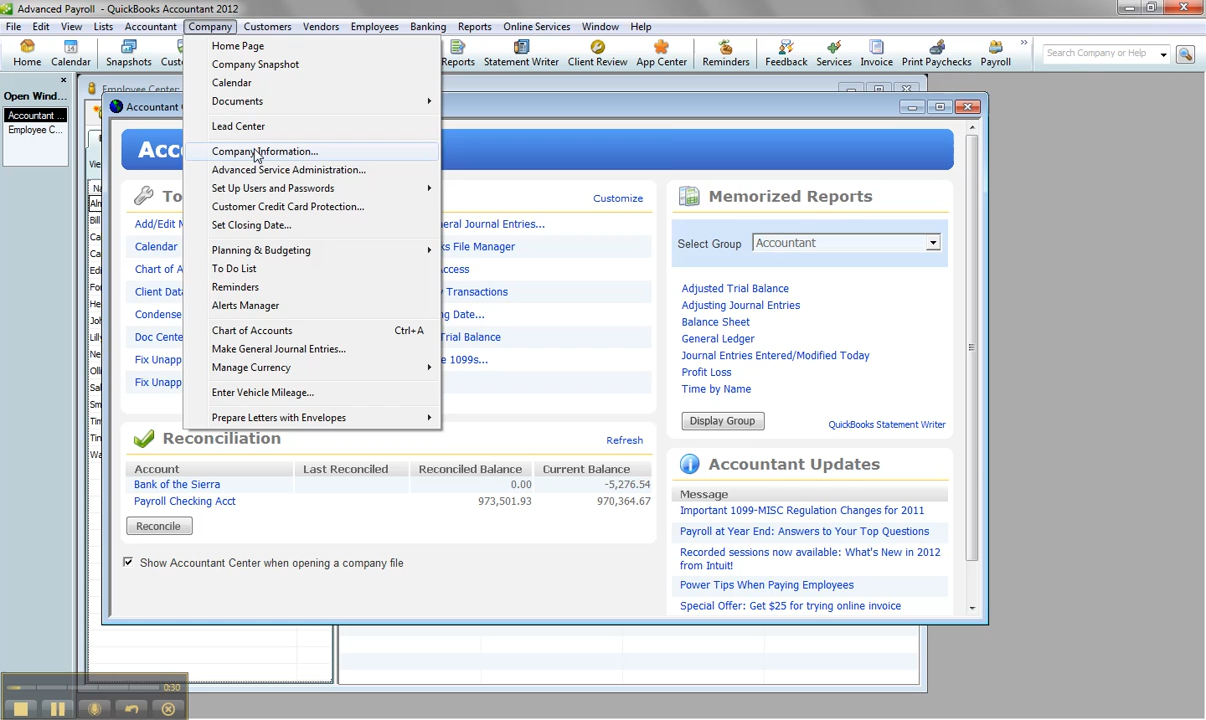 Advanced Payroll - QuickBooks Accountant 2012
File Edit View Lists Accountant Company Customers Vendors Employees Banking Reports Online Services Window Help
Home Calendar Snapshots Reports Statement Writer Client Review App Center Reminders Feedback Services Invoice Print Paychecks Payroll » Search Company or Help
Home Page
Company Snapshot
Calendar
Documents
Lead Center
Company Information...
Advanced Service Administration...
Set Up Users and Passwords
Customer Credit Card Protection...
Set Closing Date...
Planning & Budgeting
To Do List
Reminders
Alerts Manager
Chart of Accounts Ctrl+A
Make General Journal Entries...
Manage Currency
Enter Vehicle Mileage...
Prepare Letters with Envelopes
Open Wind...
Accountant ...
Employee C...
Employee Center:
Accountant
Customize
Add/Edit
Calendar
Condense
Doc Cente
Fix Unapp
Fix Unapp
eral Journal Entries...
ks File Manager
ccess
Transactions
ng Date...
Trial Balance
e 1099s...
Memorized Reports
Select Group Accountant
Adjusted Trial Balance
Adjusting Journal Entries
Balance Sheet
General Ledger
Journal Entries Entered/Modified Today
Profit Loss
Time by Name
Display Group QuickBooks Statement Writer
Reconciliation Refresh
Account Last Reconciled Reconciled Balance Current Balance
Bank of the Sierra 0.00 -5,276.54
Payroll Checking Acct 973,501.93 970,364.67
Reconcile
Show Accountant Center when opening a company file
Accountant Updates
Message
Important 1099-MISC Regulation Changes for 2011
Payroll at Year End: Answers to Your Top Questions
Recorded sessions now available: What's New in 2012
from Intuit!
Power Tips When Paying Employees
Special Offer: Get $25 for trying online invoice
0:30